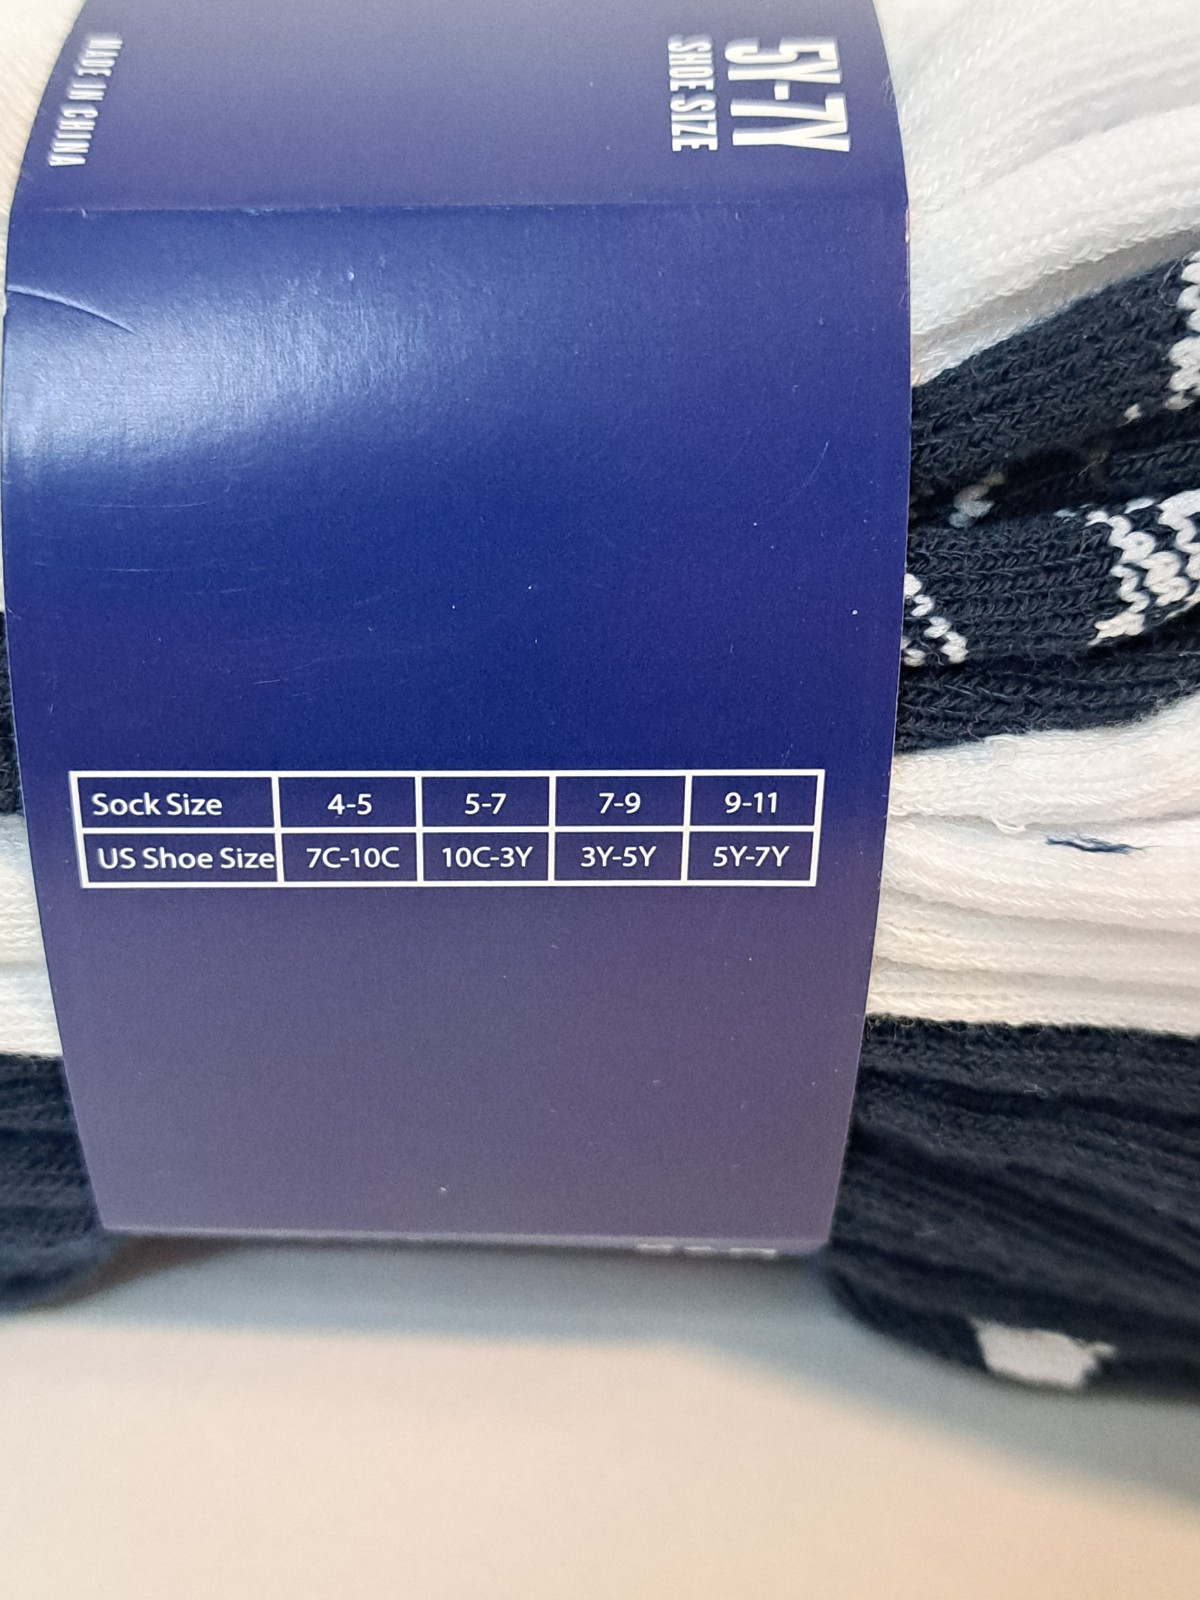 5Y-7Y
SHOE SIZE
MADE IN CHINA
Sock Size 4-5 5-7 7-9 9-11
US Shoe Size 7C-10C 10C-3Y 3Y-5Y 5Y-7Y